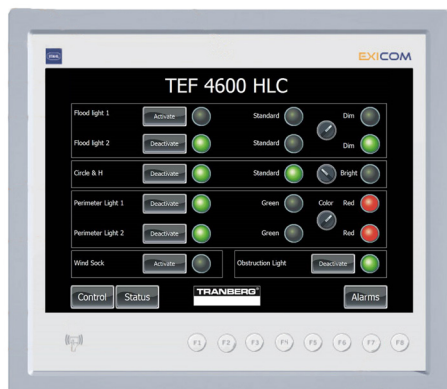 EXICOM
TEF 4600 HLC
Flood light 1 Activate Standard Dim
Flood light 2 Deactivate Standard Dim
Circle & H Deactivate Standard Bright
Perimeter Light 1 Deactivate Green Color Red
Perimeter Light 2 Deactivate Green Red
Wind Sock Activate Obstruction Light Deactivate
Control Status TRANBERG Alarms
F1 F2 F3 F4 F5 F6 F7 F8